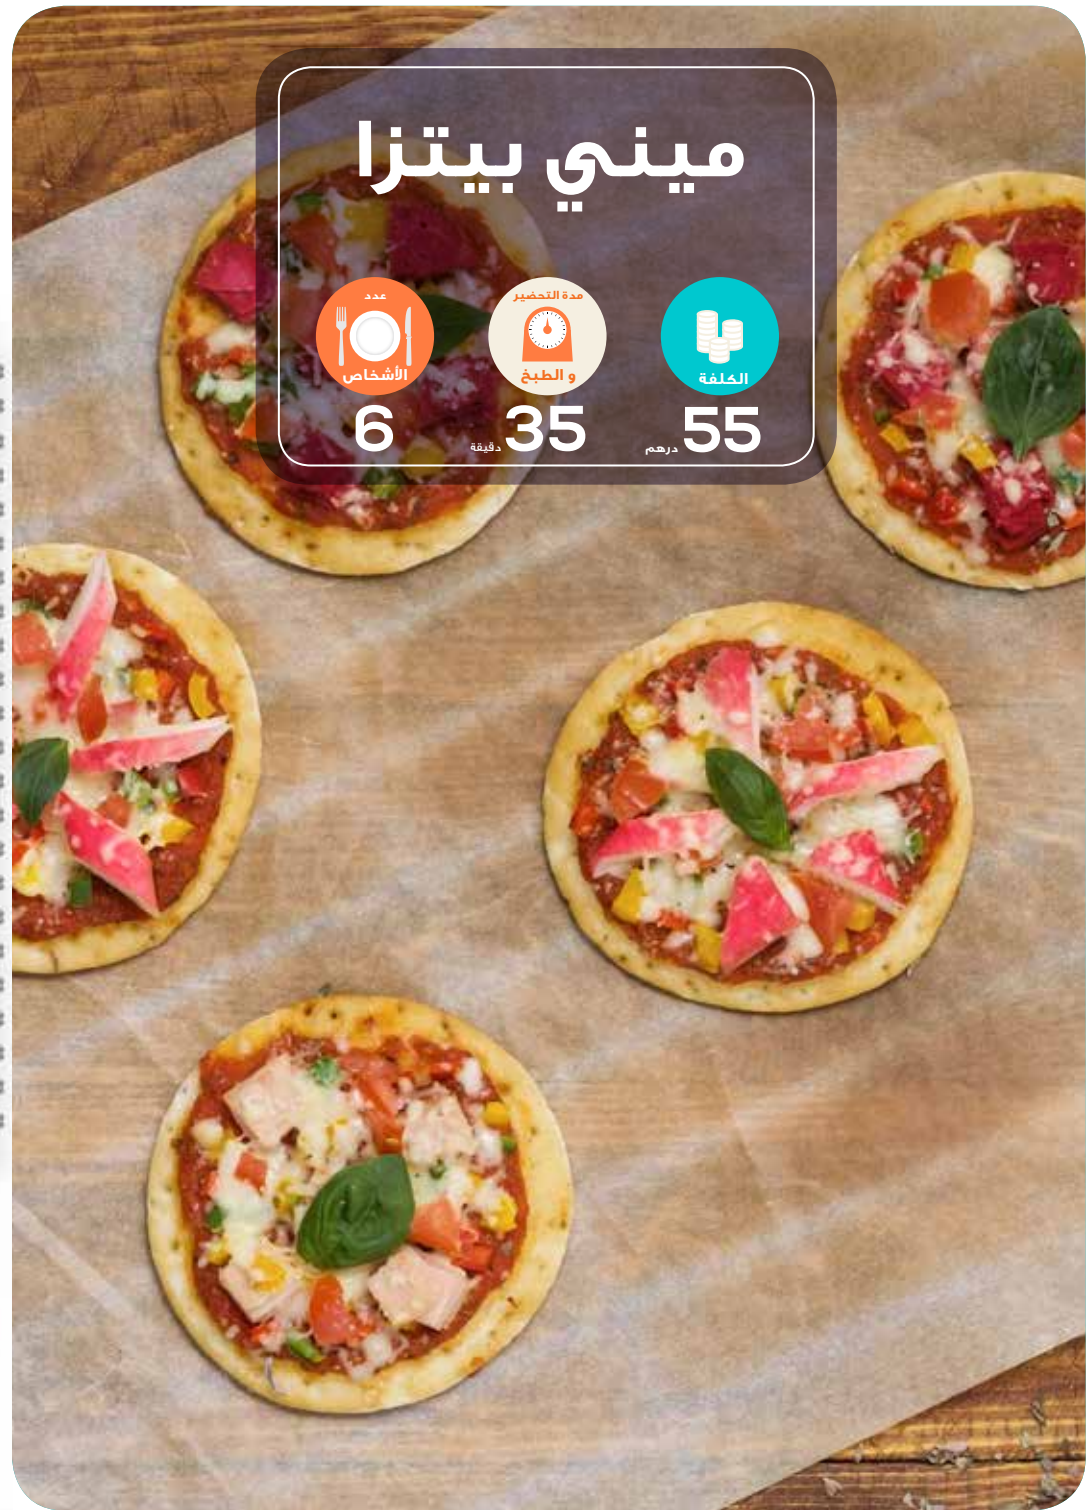 ميني بيتزا
الكلفة
55 درهم
مدة التحضير
و الطبخ
35 دقيقة
عدد
الأشخاص
6